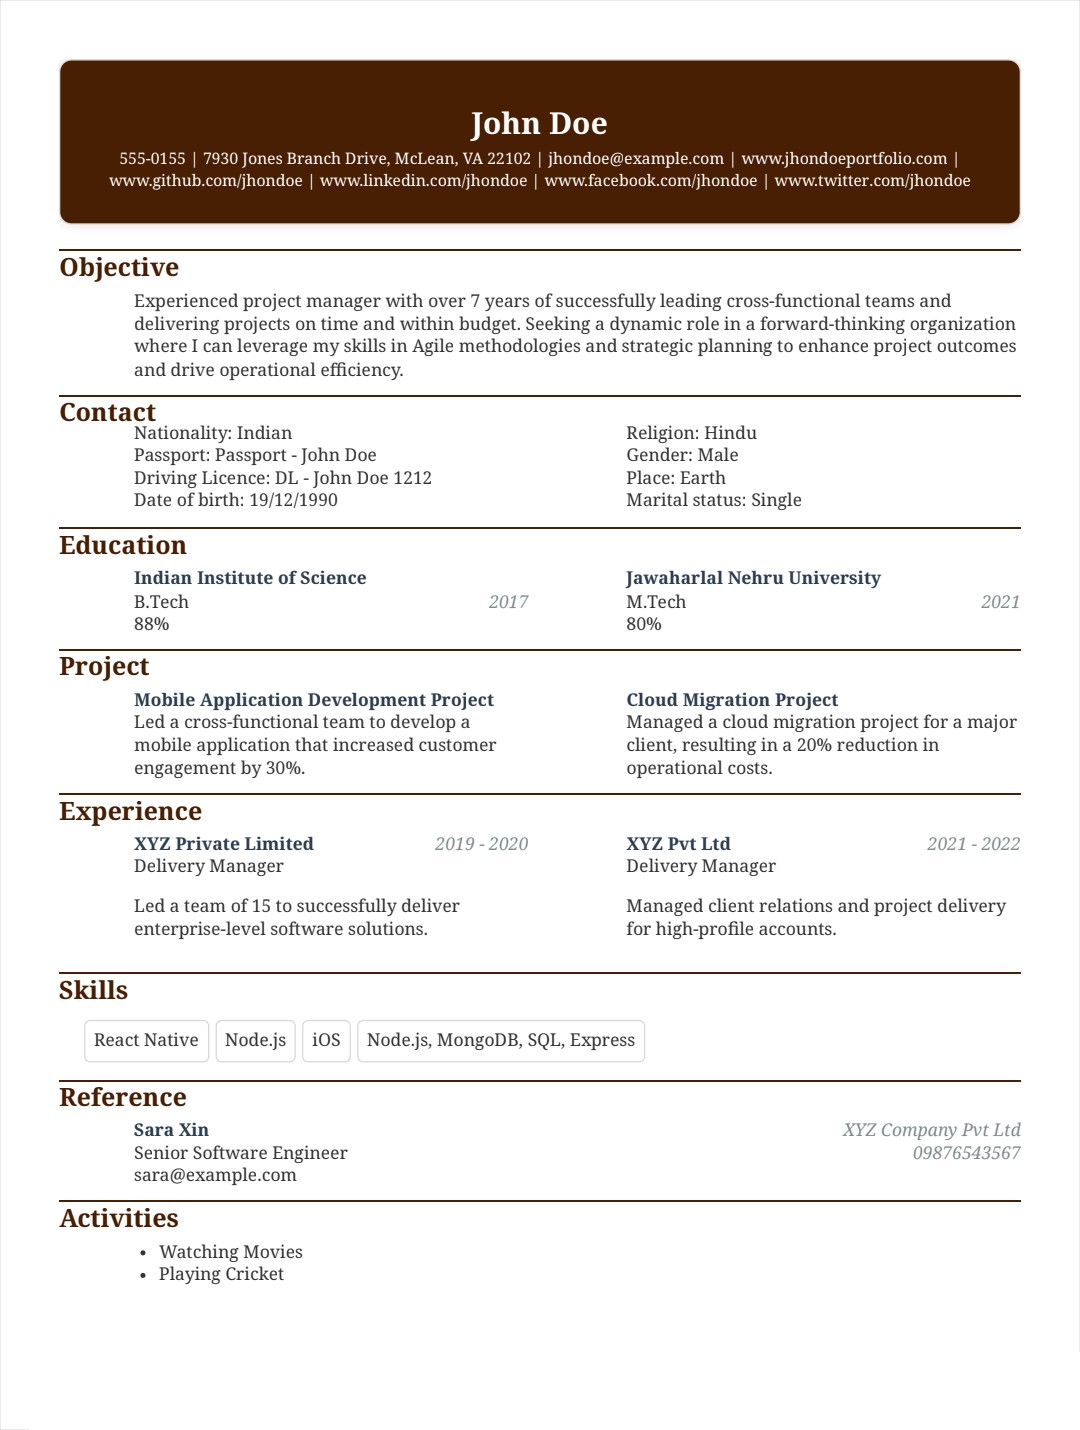 John Doe
555-0155 | 7930 Jones Branch Drive, McLean, VA 22102 | jhondoe@example.com | www.jhondoeportfolio.com |
www.github.com/jhondoe | www.linkedin.com/jhondoe | www.facebook.com/jhondoe | www.twitter.com/jhondoe
Objective
Experienced project manager with over 7 years of successfully leading cross-functional teams and
delivering projects on time and within budget. Seeking a dynamic role in a forward-thinking organization
where I can leverage my skills in Agile methodologies and strategic planning to enhance project outcomes
and drive operational efficiency.
Contact
Nationality: Indian
Passport: Passport - John Doe
Driving Licence: DL - John Doe 1212
Date of birth: 19/12/1990
Religion: Hindu
Gender: Male
Place: Earth
Marital status: Single
Education
Indian Institute of Science
B.Tech 2017
88%
Jawaharlal Nehru University
M.Tech 2021
80%
Project
Mobile Application Development Project
Led a cross-functional team to develop a
mobile application that increased customer
engagement by 30%.
Cloud Migration Project
Managed a cloud migration project for a major
client, resulting in a 20% reduction in
operational costs.
Experience
XYZ Private Limited 2019 - 2020
Delivery Manager
Led a team of 15 to successfully deliver
enterprise-level software solutions.
XYZ Pvt Ltd 2021 - 2022
Delivery Manager
Managed client relations and project delivery
for high-profile accounts.
Skills
React Native Node.js iOS Node.js, MongoDB, SQL, Express
Reference
Sara Xin XYZ Company Pvt Ltd
Senior Software Engineer 09876543567
sara@example.com
Activities
• Watching Movies
• Playing Cricket